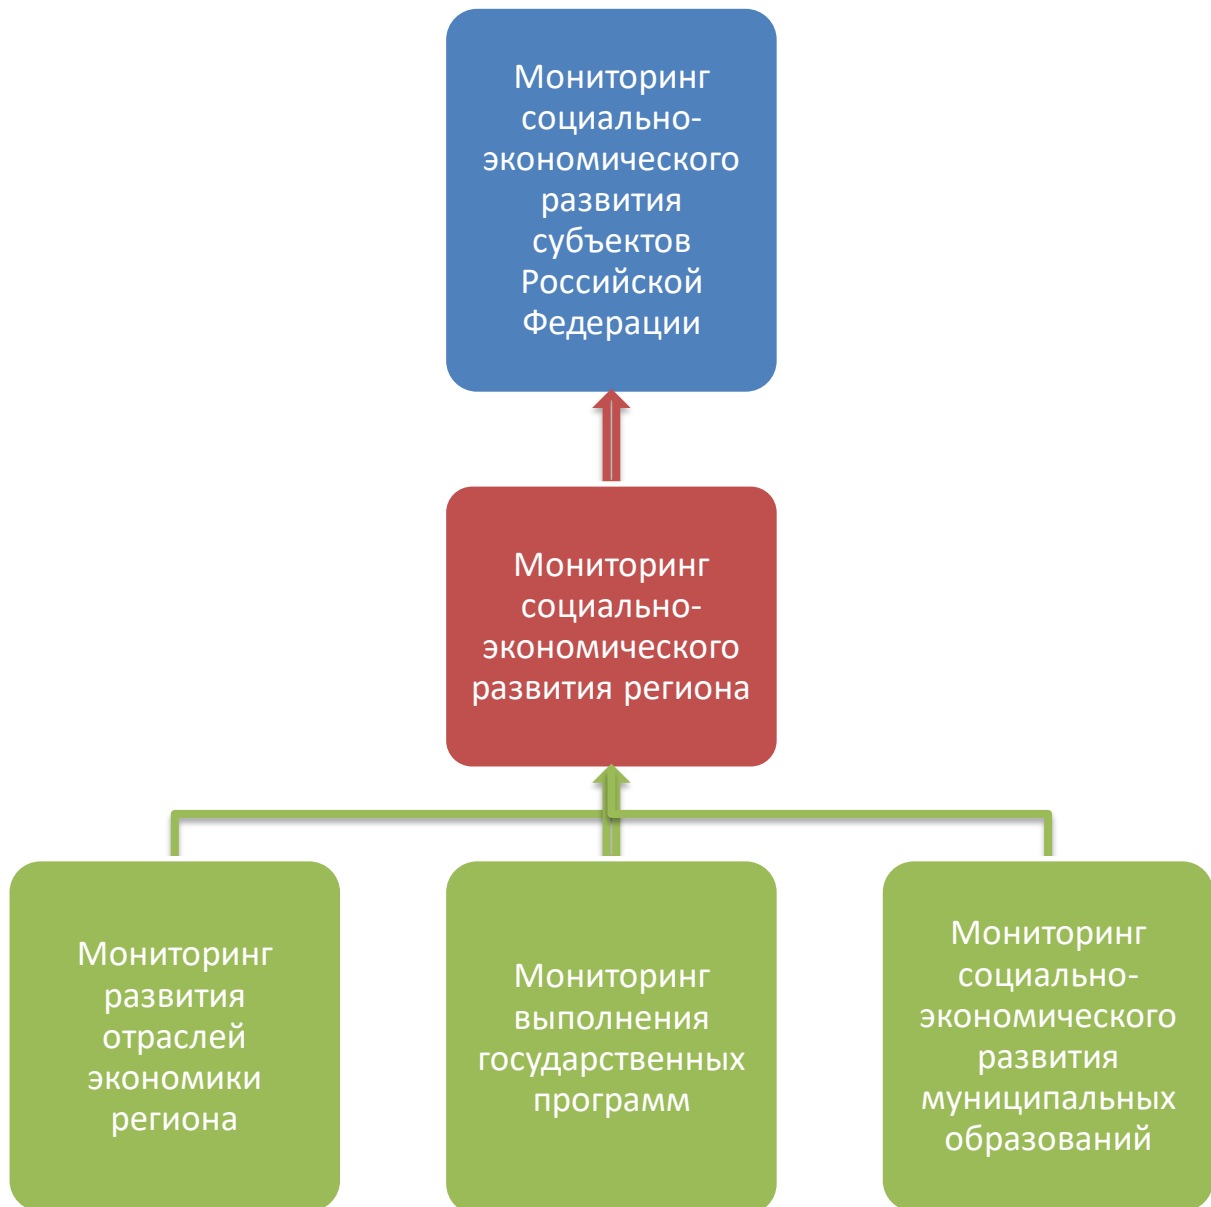 Мониторинг
социально-
экономического
развития
субъектов
Российской
Федерации
Мониторинг
социально-
экономического
развития региона
Мониторинг
развития
отраслей
экономики
региона
Мониторинг
выполнения
государственных
программ
Мониторинг
социально-
экономического
развития
муниципальных
образований